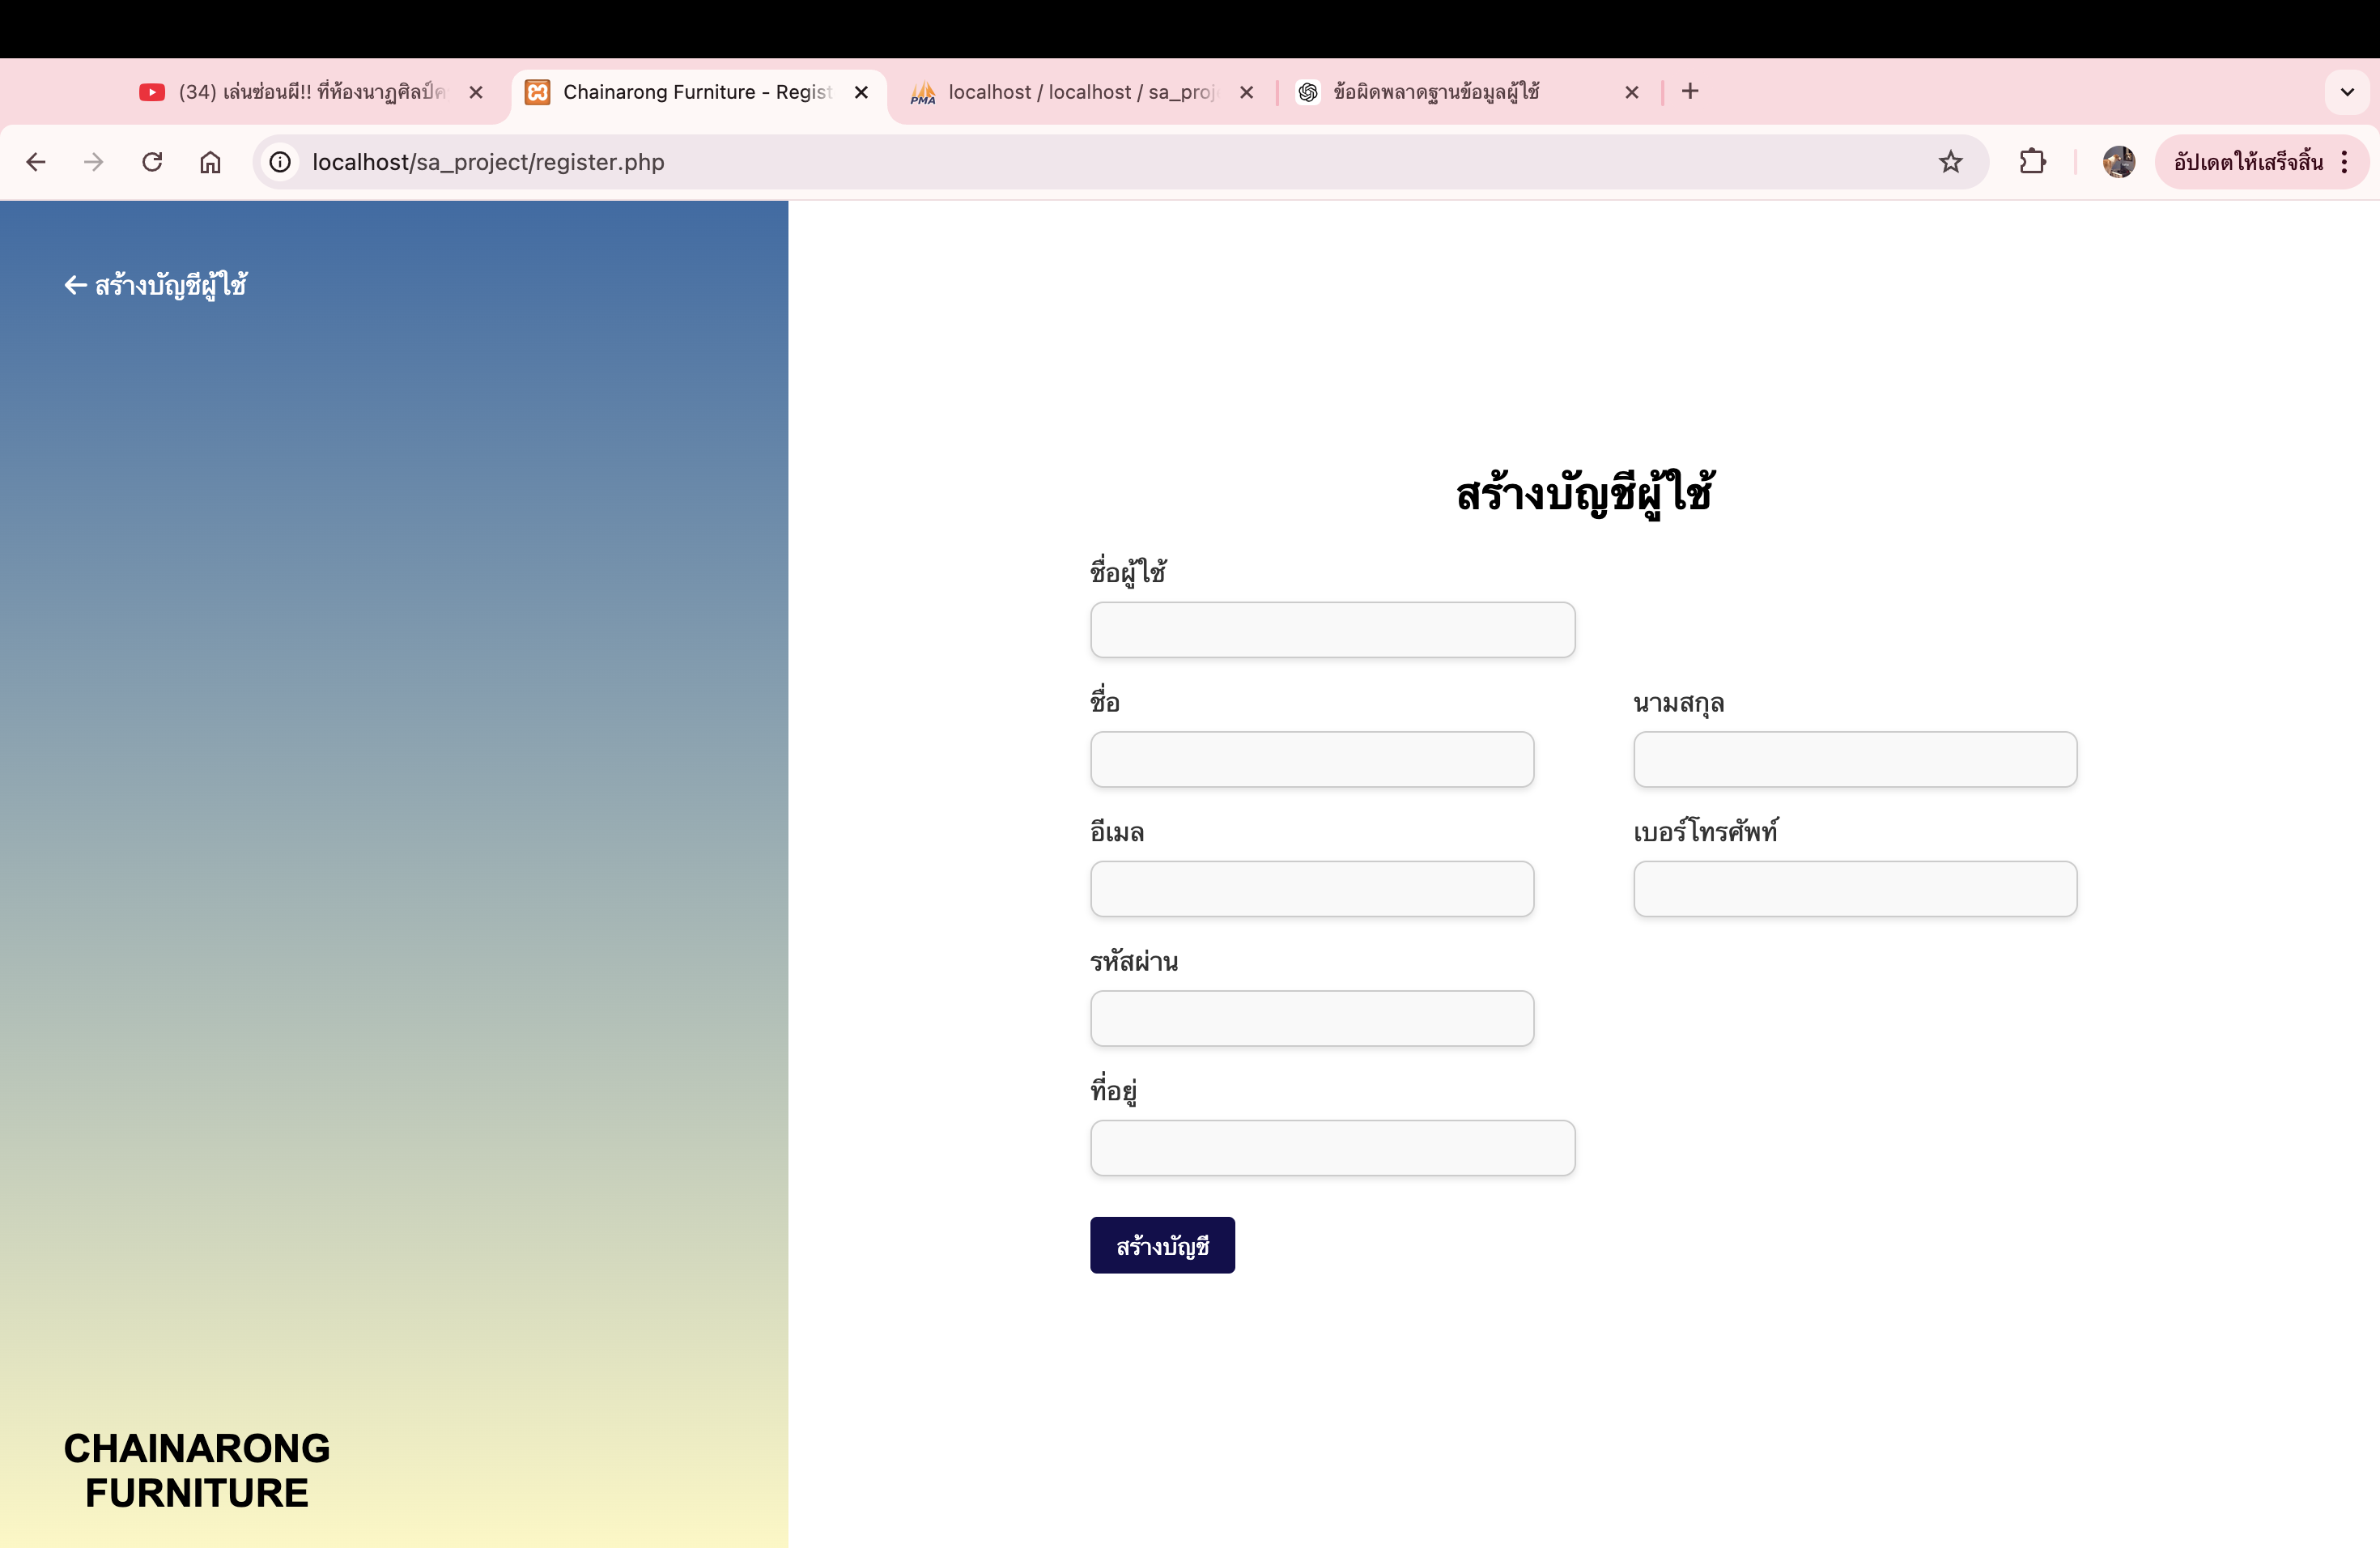 (34) เล่นซ่อนผี!! ที่ห้องนาฏศิลป์
Chainarong Furniture - Regist
localhost / localhost / sa_proj
ข้อผิดพลาดฐานข้อมูลผู้ใช้
localhost/sa_project/register.php
อัปเดตให้เสร็จสิ้น
← สร้างบัญชีผู้ใช้
สร้างบัญชีผู้ใช้
ชื่อผู้ใช้
ชื่อ
นามสกุล
อีเมล
เบอร์โทรศัพท์
รหัสผ่าน
ที่อยู่
สร้างบัญชี
CHAINARONG
FURNITURE